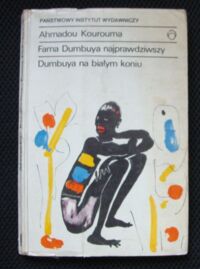 PAŃSTWOWY INSTYTUT WYDAWNICZY
Ahmadou Kourouma
Fama Dumbuya najprawdziwszy
Dumbuya na białym koniu